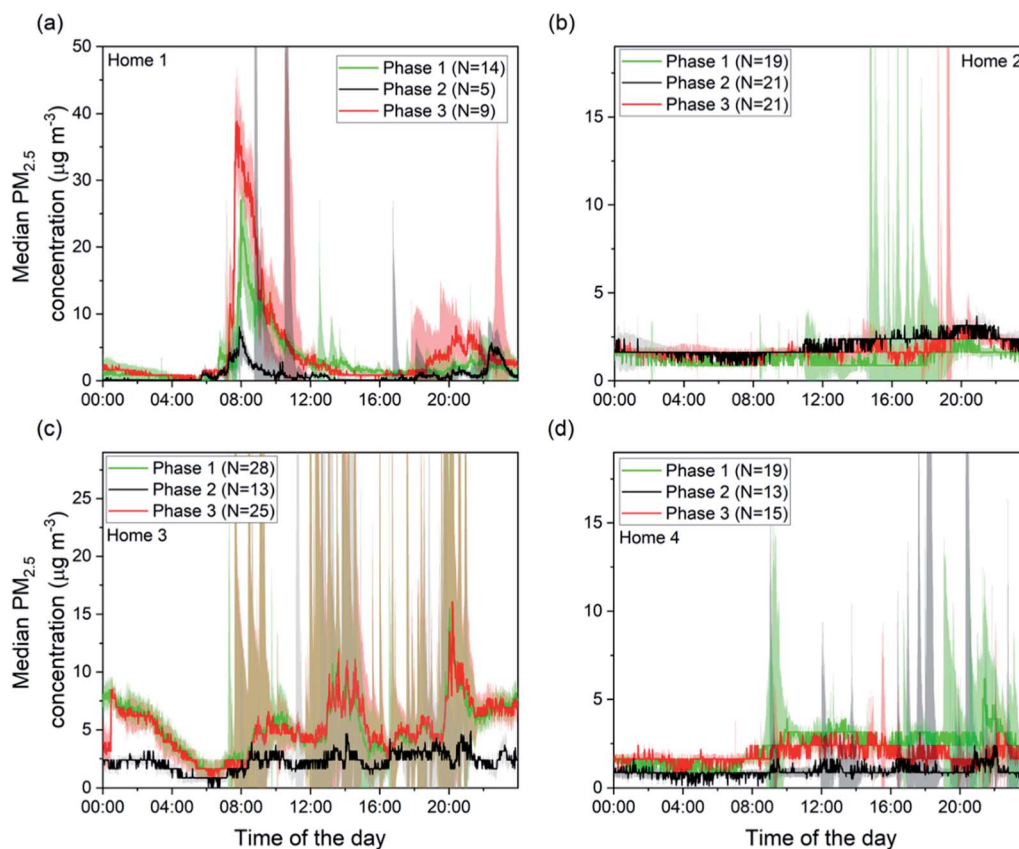 (a)
Median PM2.5
concentration (µg m-3)
50
40
30
20
10
0
Home 1
Phase 1 (N=14)
Phase 2 (N=5)
Phase 3 (N=9)
00:00 04:00 08:00 12:00 16:00 20:00
(b)
15
10
5
0
Phase 1 (N=19)
Phase 2 (N=21)
Phase 3 (N=21)
Home 2
00:00 04:00 08:00 12:00 16:00 20:00
(c)
Median PM2.5
concentration (µg m-3)
25
20
15
10
5
0
Phase 1 (N=28)
Phase 2 (N=13)
Phase 3 (N=25)
Home 3
00:00 04:00 08:00 12:00 16:00 20:00
Time of the day
(d)
15
10
5
0
Phase 1 (N=19)
Phase 2 (N=13)
Phase 3 (N=15)
Home 4
00:00 04:00 08:00 12:00 16:00 20:00
Time of the day